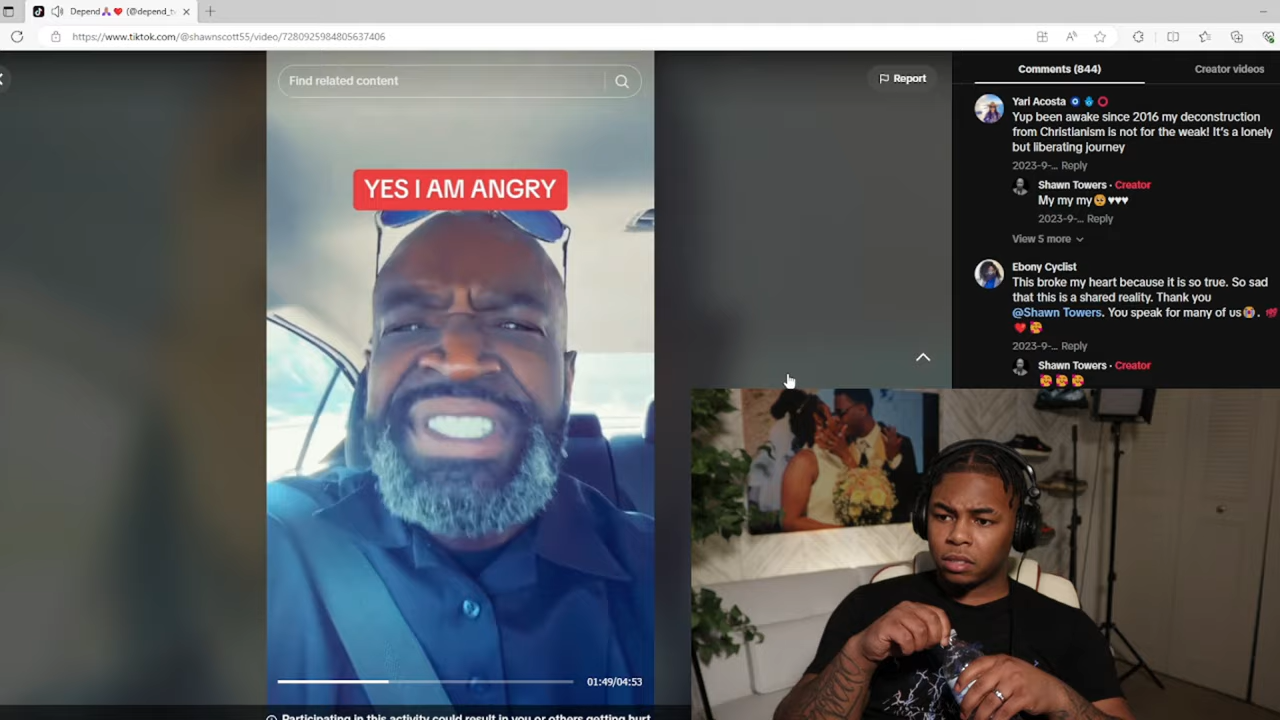 Depend🙏🏽❤️ (@depend_t
https://www.tiktok.com/@shawnscott55/video/7280925984805637406
Find related content
Report
YES I AM ANGRY
01:49/04:53
Participating in this activity could result in you or others getting hurt
Comments (844)
Creator videos
Yari Acosta
Yup been awake since 2016 my deconstruction
from Christianism is not for the weak! It's a lonely
but liberating journey
2023-9-... Reply
Shawn Towers · Creator
My my my🥺♥♥♥
2023-9-... Reply
View 5 more
Ebony Cyclist
This broke my heart because it is so true. So sad
that this is a shared reality. Thank you
@Shawn Towers. You speak for many of us
2023-9-... Reply
Shawn Towers · Creator
🥰🥰🥰